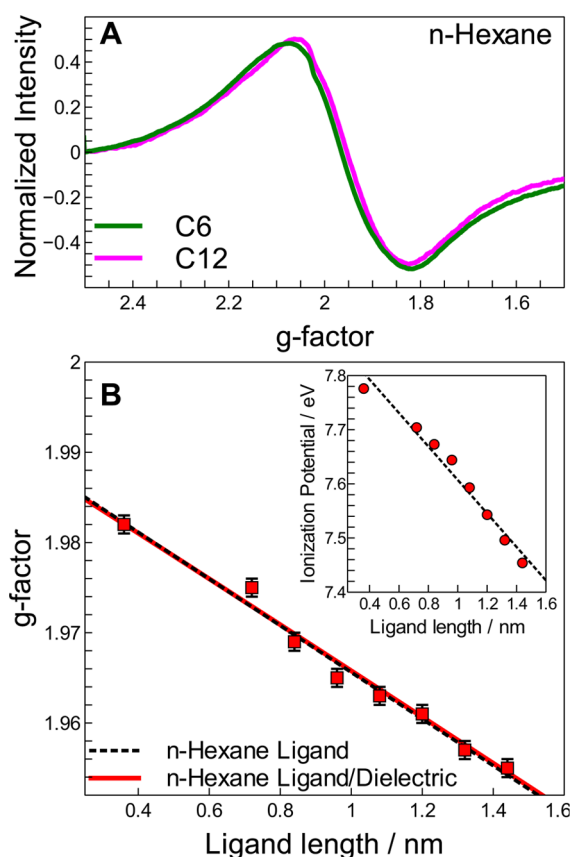 A
n-Hexane
Normalized Intensity
0.4
0.2
0
−0.2
−0.4
C6
C12
2.4 2.2 2 1.8 1.6
g-factor
B
2
1.99
1.98
1.97
1.96
g-factor
7.8
7.7
7.6
7.5
7.4
Ionization Potential / eV
0.4 0.6 0.8 1 1.2 1.4 1.6
Ligand length / nm
n-Hexane Ligand
n-Hexane Ligand/Dielectric
0.4 0.6 0.8 1.0 1.2 1.4 1.6
Ligand length / nm